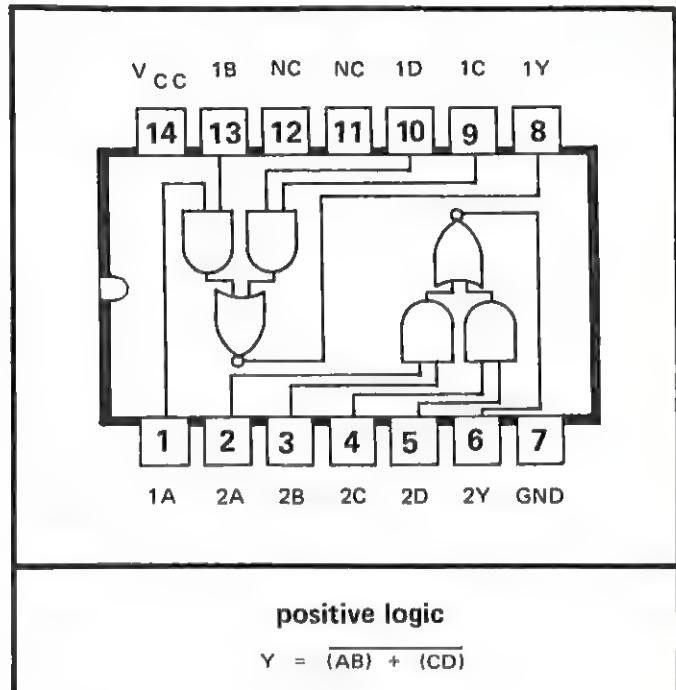 VCC 1B NC NC 1D 1C 1Y
14 13 12 11 10 9 8
1 2 3 4 5 6 7
1A 2A 2B 2C 2D 2Y GND
positive logic
Y = (AB) + (CD)